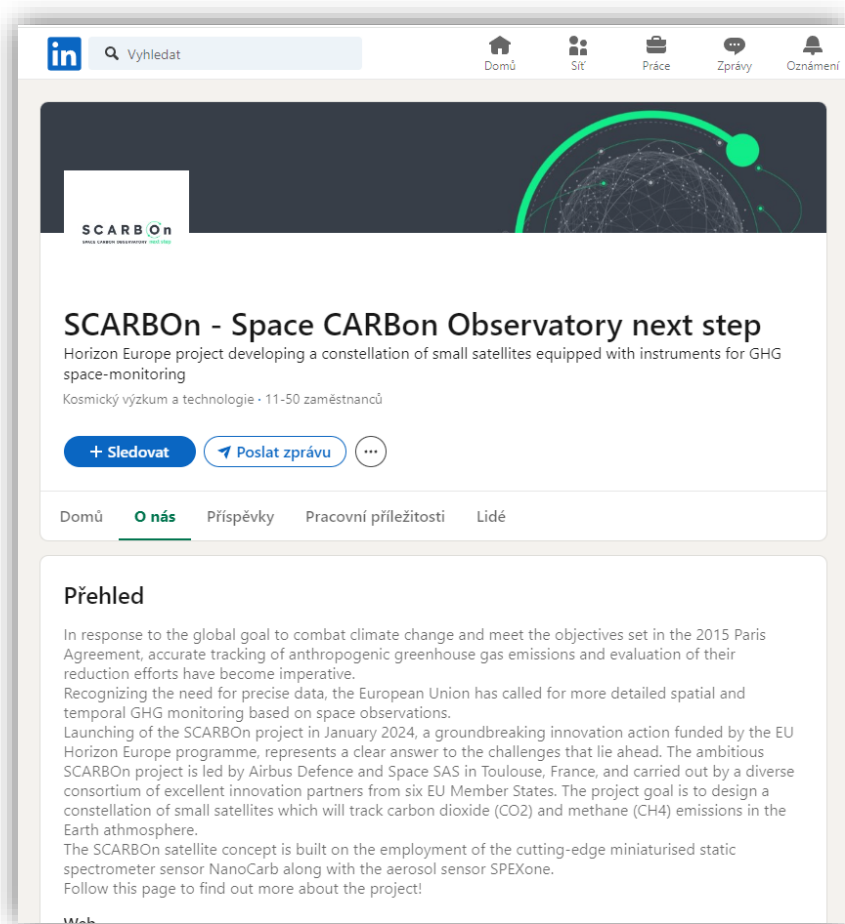 in
Vyhledat
Domů
Síť
Práce
Zprávy
Oznámení
SCARBOn
SPACE CARBON OBSERVATORY next step
SCARBOn - Space CARBon Observatory next step
Horizon Europe project developing a constellation of small satellites equipped with instruments for GHG
space-monitoring
Kosmický výzkum a technologie · 11-50 zaměstnanců
+ Sledovat
Poslat zprávu
Domů
O nás
Příspěvky
Pracovní příležitosti
Lidé
Přehled
In response to the global goal to combat climate change and meet the objectives set in the 2015 Paris
Agreement, accurate tracking of anthropogenic greenhouse gas emissions and evaluation of their
reduction efforts have become imperative.
Recognizing the need for precise data, the European Union has called for more detailed spatial and
temporal GHG monitoring based on space observations.
Launching of the SCARBOn project in January 2024, a groundbreaking innovation action funded by the EU
Horizon Europe programme, represents a clear answer to the challenges that lie ahead. The ambitious
SCARBOn project is led by Airbus Defence and Space SAS in Toulouse, France, and carried out by a diverse
consortium of excellent innovation partners from six EU Member States. The project goal is to design a
constellation of small satellites which will track carbon dioxide (CO2) and methane (CH4) emissions in the
Earth athmosphere.
The SCARBOn satellite concept is built on the employment of the cutting-edge miniaturised static
spectrometer sensor NanoCarb along with the aerosol sensor SPEXone.
Follow this page to find out more about the project!
Web